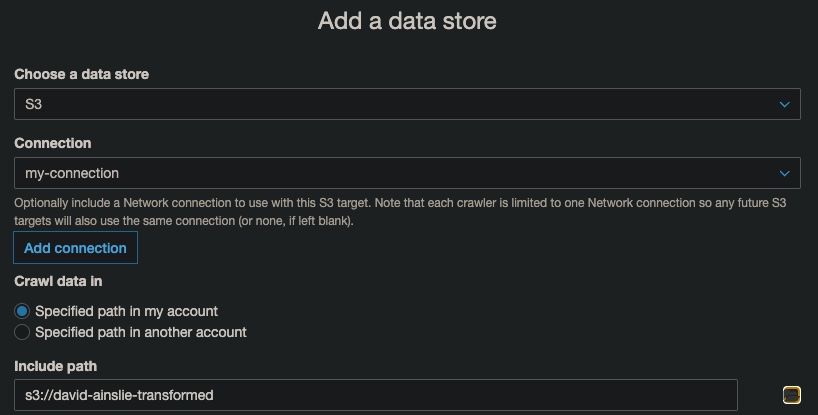 Add a data store
Choose a data store
S3
Connection
my-connection
Optionally include a Network connection to use with this S3 target. Note that each crawler is limited to one Network connection so any future S3
targets will also use the same connection (or none, if left blank).
Add connection
Crawl data in
Specified path in my account
Specified path in another account
Include path
s3://david-ainslie-transformed